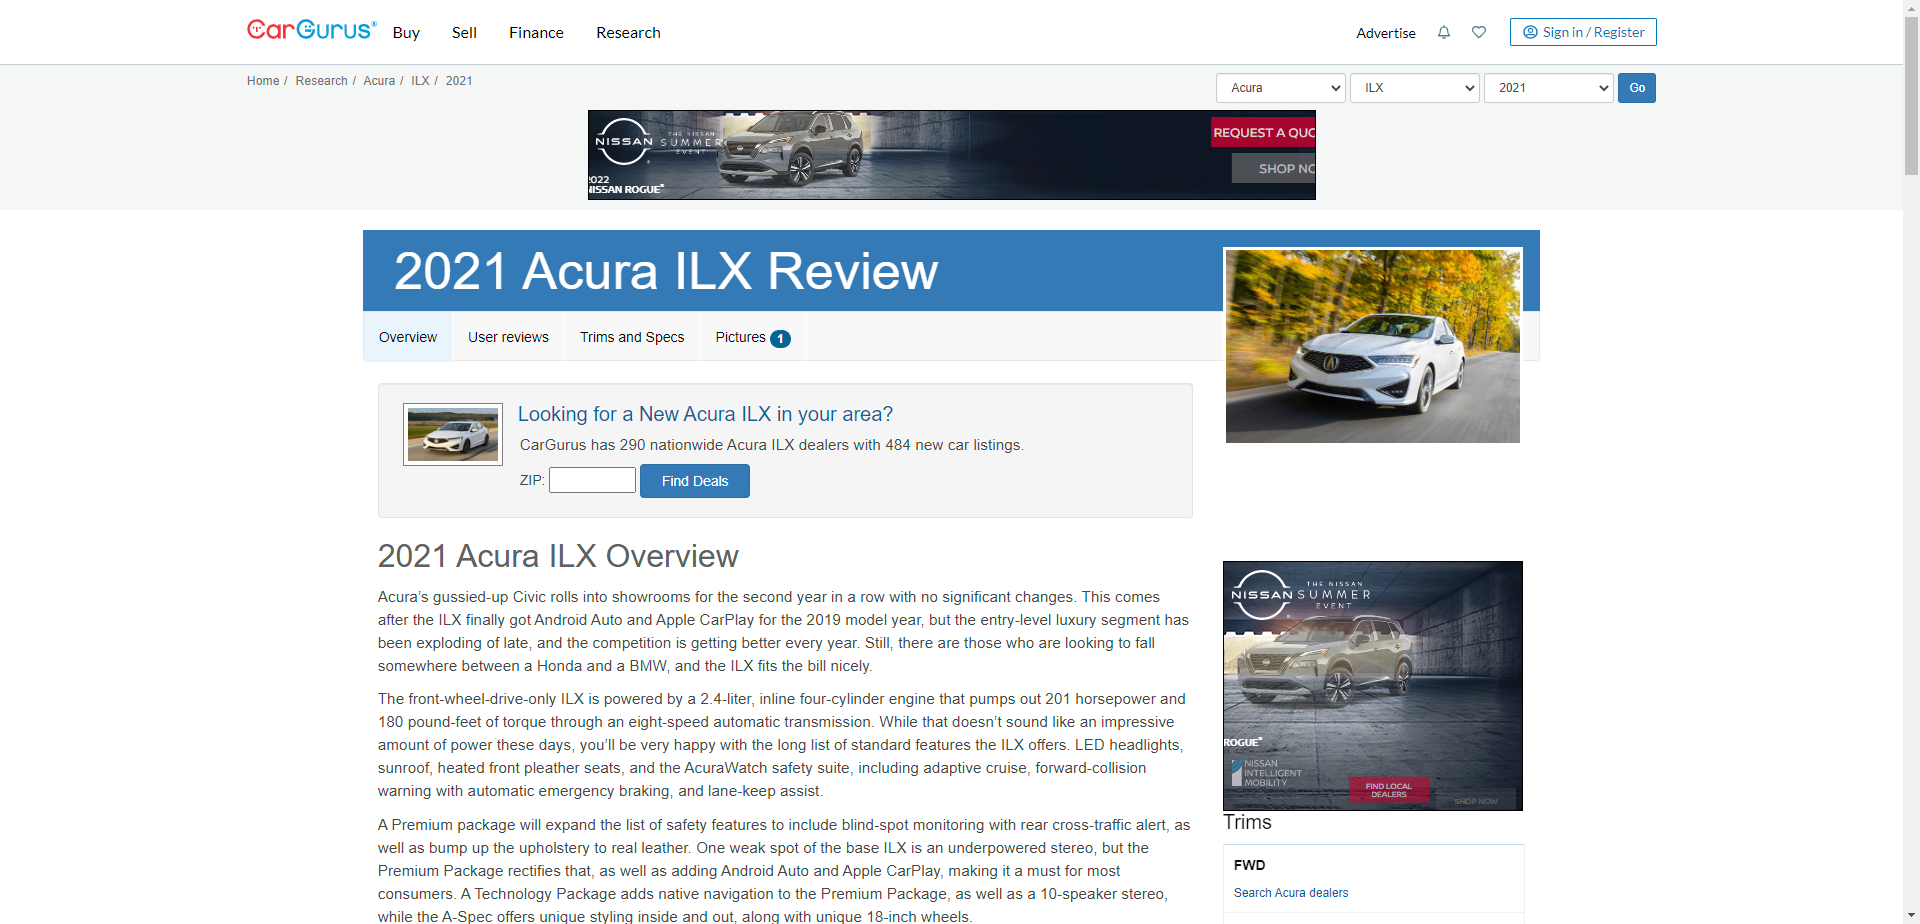 CarGurus® Buy Sell Finance Research Advertise Sign in / Register
Home / Research / Acura / ILX / 2021
Acura ILX 2021 Go
NISSAN THE NISSAN SUMMER EVENT
REQUEST A QUO
SHOP NO
2022
NISSAN ROGUE®
2021 Acura ILX Review
Overview User reviews Trims and Specs Pictures 1
Looking for a New Acura ILX in your area?
CarGurus has 290 nationwide Acura ILX dealers with 484 new car listings.
ZIP: Find Deals
2021 Acura ILX Overview
Acura’s gussied-up Civic rolls into showrooms for the second year in a row with no significant changes. This comes
after the ILX finally got Android Auto and Apple CarPlay for the 2019 model year, but the entry-level luxury segment has
been exploding of late, and the competition is getting better every year. Still, there are those who are looking to fall
somewhere between a Honda and a BMW, and the ILX fits the bill nicely.
The front-wheel-drive-only ILX is powered by a 2.4-liter, inline four-cylinder engine that pumps out 201 horsepower and
180 pound-feet of torque through an eight-speed automatic transmission. While that doesn’t sound like an impressive
amount of power these days, you’ll be very happy with the long list of standard features the ILX offers. LED headlights,
sunroof, heated front pleather seats, and the AcuraWatch safety suite, including adaptive cruise, forward-collision
warning with automatic emergency braking, and lane-keep assist.
A Premium package will expand the list of safety features to include blind-spot monitoring with rear cross-traffic alert, as
well as bump up the upholstery to real leather. One weak spot of the base ILX is an underpowered stereo, but the
Premium Package rectifies that, as well as adding Android Auto and Apple CarPlay, making it a must for most
consumers. A Technology Package adds native navigation to the Premium Package, as well as a 10-speaker stereo,
while the A-Spec offers unique styling inside and out, along with unique 18-inch wheels.
NISSAN THE NISSAN SUMMER EVENT
ROGUE®
NISSAN
INTELLIGENT
MOBILITY
FIND LOCAL
DEALERS
SHOP NOW
Trims
FWD
Search Acura dealers